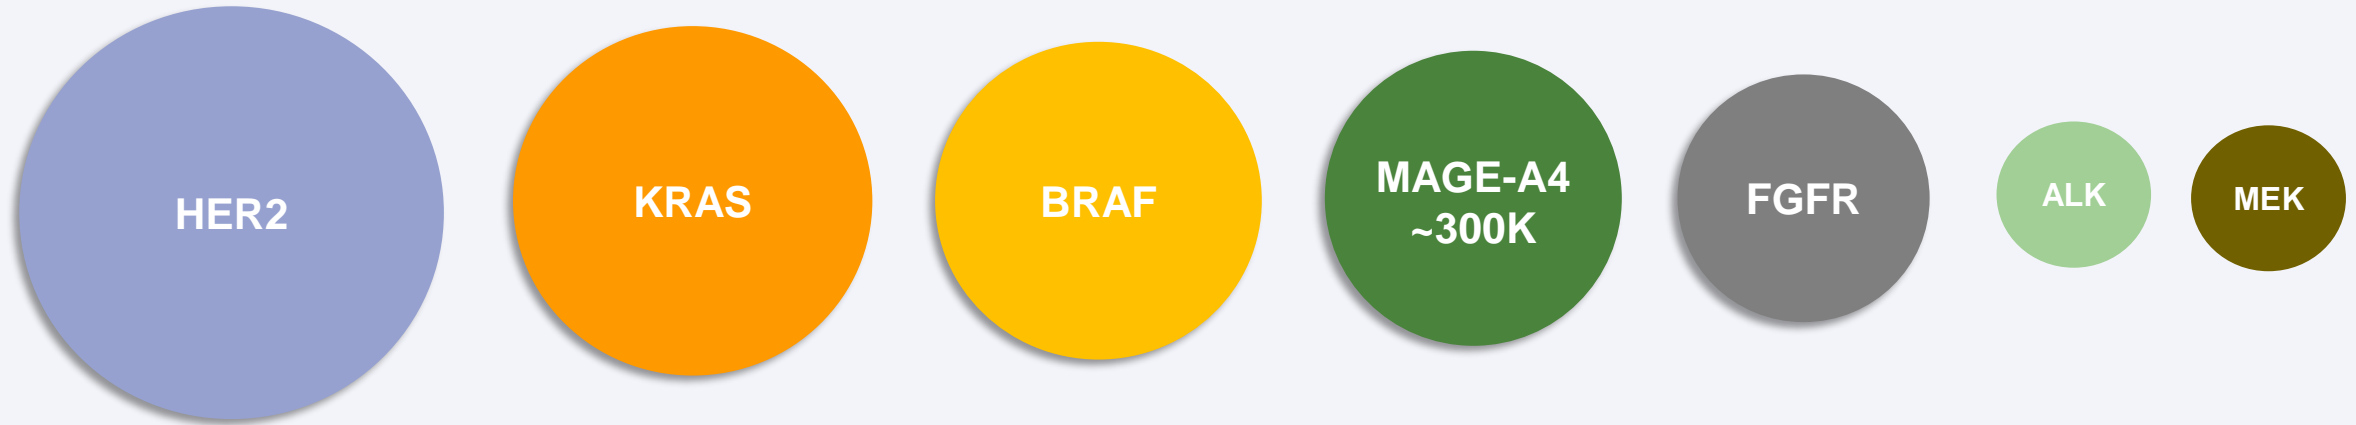 HER2
KRAS
BRAF
MAGE-A4
~300K
FGFR
ALK
MEK